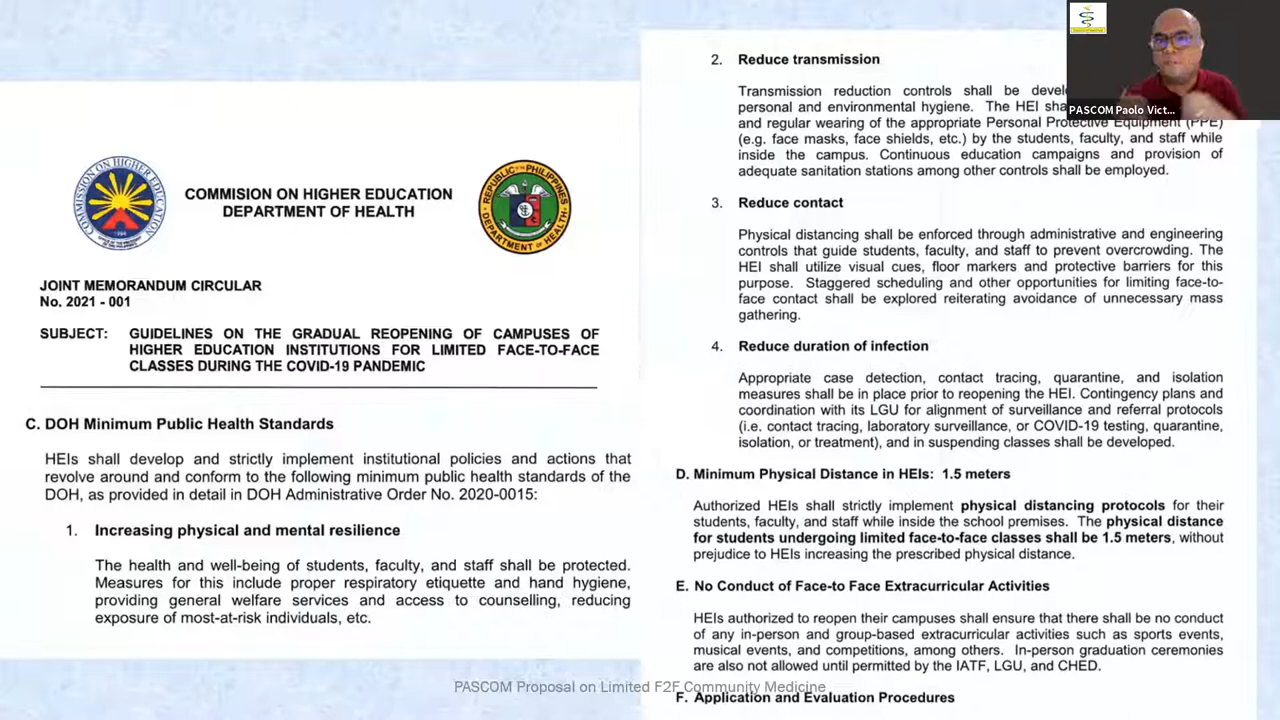 COMMISION ON HIGHER EDUCATION
DEPARTMENT OF HEALTH
JOINT MEMORANDUM CIRCULAR
No. 2021 - 001
SUBJECT: GUIDELINES ON THE GRADUAL REOPENING OF CAMPUSES OF
HIGHER EDUCATION INSTITUTIONS FOR LIMITED FACE-TO-FACE
CLASSES DURING THE COVID-19 PANDEMIC
C. DOH Minimum Public Health Standards
HEIs shall develop and strictly implement institutional policies and actions that
revolve around and conform to the following minimum public health standards of the
DOH, as provided in detail in DOH Administrative Order No. 2020-0015:
1. Increasing physical and mental resilience
The health and well-being of students, faculty, and staff shall be protected.
Measures for this include proper respiratory etiquette and hand hygiene,
providing general welfare services and access to counselling, reducing
exposure of most-at-risk individuals, etc.
2. Reduce transmission
Transmission reduction controls shall be
personal and environmental hygiene. The HEI
and regular wearing of the appropriate Personal Protective Equipment (PPE)
(e.g. face masks, face shields, etc.) by the students, faculty, and staff while
inside the campus. Continuous education campaigns and provision of
adequate sanitation stations among other controls shall be employed.
3. Reduce contact
Physical distancing shall be enforced through administrative and engineering
controls that guide students, faculty, and staff to prevent overcrowding. The
HEI shall utilize visual cues, floor markers and protective barriers for this
purpose. Staggered scheduling and other opportunities for limiting face-to-
face contact shall be explored reiterating avoidance of unnecessary mass
gathering.
4. Reduce duration of infection
Appropriate case detection, contact tracing, quarantine, and isolation
measures shall be in place prior to reopening the HEI. Contingency plans and
coordination with its LGU for alignment of surveillance and referral protocols
(i.e. contact tracing, laboratory surveillance, or COVID-19 testing, quarantine,
isolation, or treatment), and in suspending classes shall be developed.
D. Minimum Physical Distance in HEIs: 1.5 meters
Authorized HEIs shall strictly implement physical distancing protocols for their
students, faculty, and staff while inside the school premises. The physical distance
for students undergoing limited face-to-face classes shall be 1.5 meters, without
prejudice to HEIs increasing the prescribed physical distance.
E. No Conduct of Face-to Face Extracurricular Activities
HEIs authorized to reopen their campuses shall ensure that there shall be no conduct
of any in-person and group-based extracurricular activities such as sports events,
musical events, and competitions, among others. In-person graduation ceremonies
are also not allowed until permitted by the IATF, LGU, and CHED.
F. Application and Evaluation Procedures
PASCOM Proposal on Limited F2F Community Medicine
PASCOM Paolo Vict...
COMMISSION ON HIGHER EDUCATION
1994
REPUBLIC OF THE PHILIPPINES
DEPARTMENT OF HEALTH